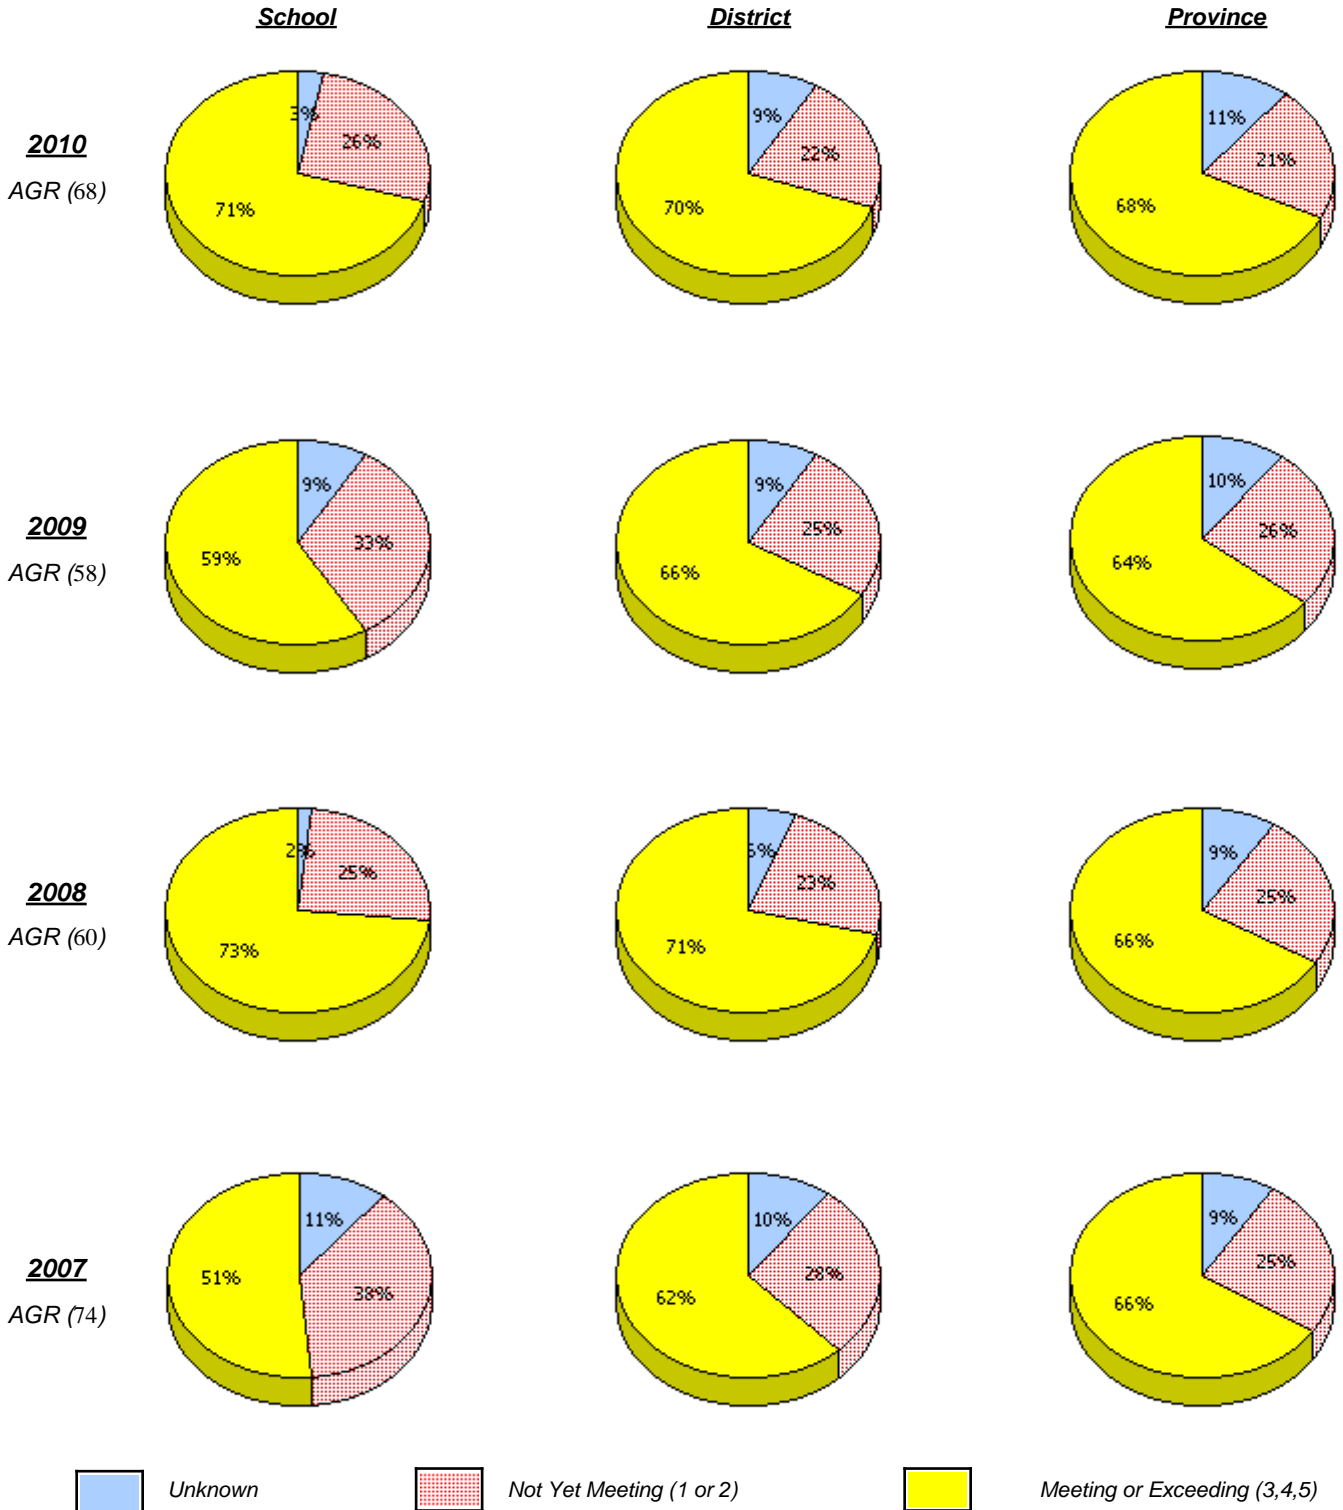 School District Province
2010
AGR (68)
3% 26% 71%
9% 22% 70%
11% 21% 68%
2009
AGR (58)
9% 33% 59%
9% 25% 66%
10% 26% 64%
2008
AGR (60)
2% 25% 73%
23% 71%
9% 25% 66%
2007
AGR (74)
11% 38% 51%
10% 28% 62%
9% 25% 66%
Unknown Not Yet Meeting (1 or 2) Meeting or Exceeding (3,4,5)